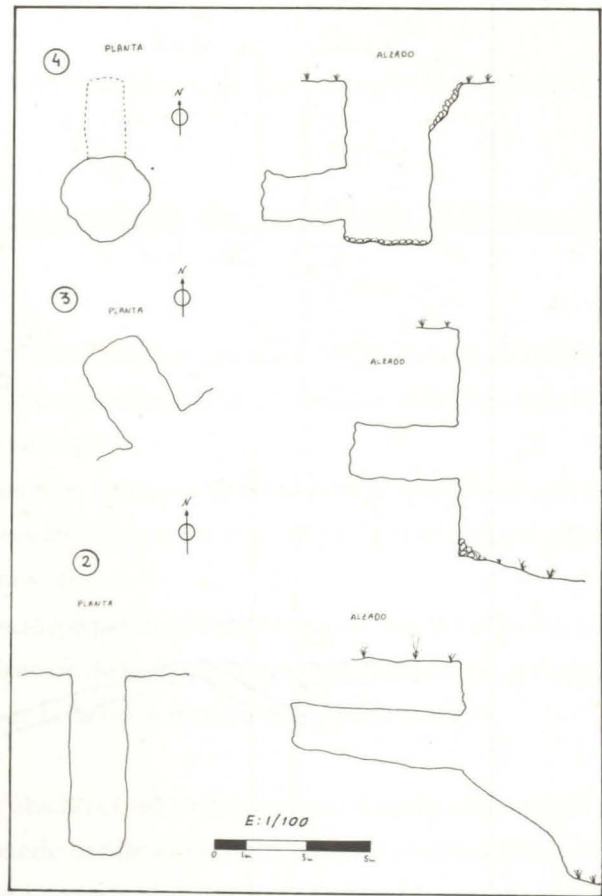 4
PLANTA
N
ALZADO
3
PLANTA
N
ALZADO
2
PLANTA
N
ALZADO
E: 1/100
0 1m 3m 5m